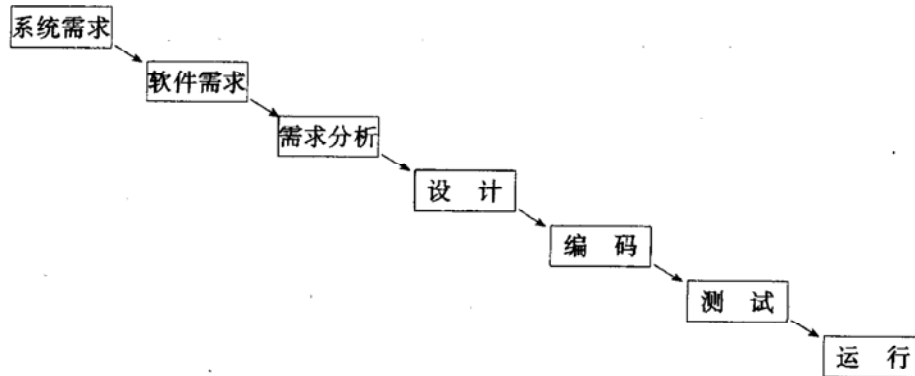 系统需求
软件需求
需求分析
设 计
编 码
测 试
运 行